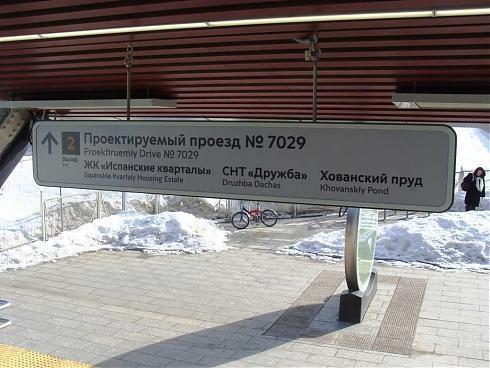 2 Проектируемый проезд № 7029
Выход Proektiruemiy Drive № 7029
ЖК «Испанские кварталы» СНТ «Дружба» Хованский пруд
Ispanskie Kvartaly Housing Estate Druzhba Dachas Khovanskiy Pond